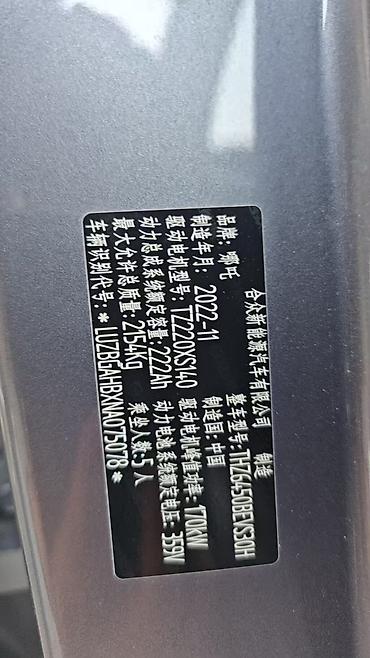 合众新能源汽车有限公司 制造
品牌: 哪吒 整车型号: THZ6450BEVS30H
制造年月: 2022-11 制造国: 中国
驱动电机型号: TZ220XS140 驱动电机峰值功率: 170kW
动力总成系统额定容量: 222Ah 动力电池系统额定电压: 359V
最大允许总质量: 2154kg 乘坐人数: 5 人
车辆识别代号: * LUZB5AHBXNA075078 *